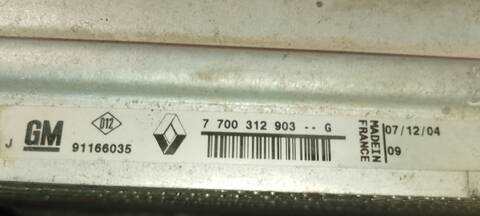 J GM 91166035
D12
7 700 312 903 -- G
MADE IN FRANCE
07/12/04
09